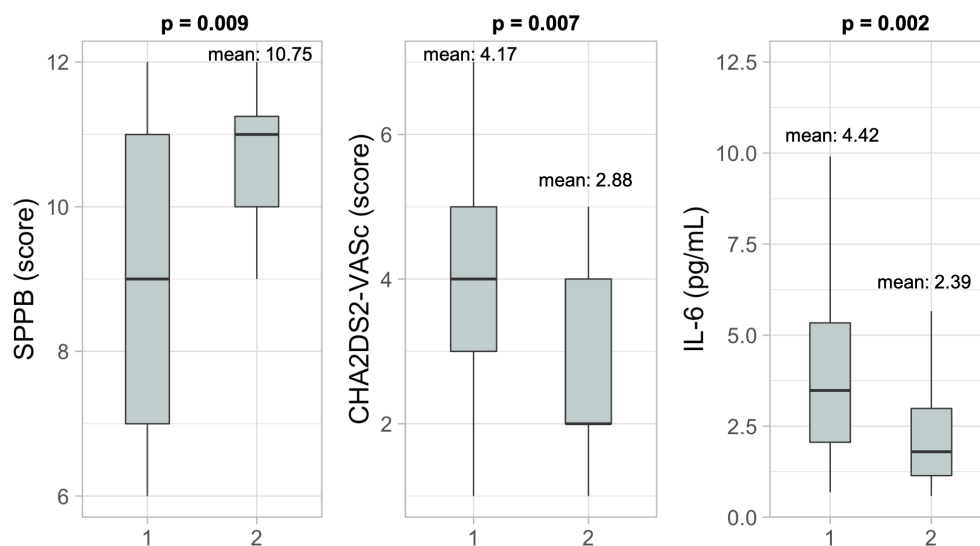 p = 0.009
SPPB (score)
12
10
8
6
mean: 10.75
1
2
p = 0.007
CHA2DS2-VASc (score)
6
4
2
mean: 4.17
mean: 2.88
1
2
p = 0.002
IL-6 (pg/mL)
12.5
10.0
7.5
5.0
2.5
0.0
mean: 4.42
mean: 2.39
1
2